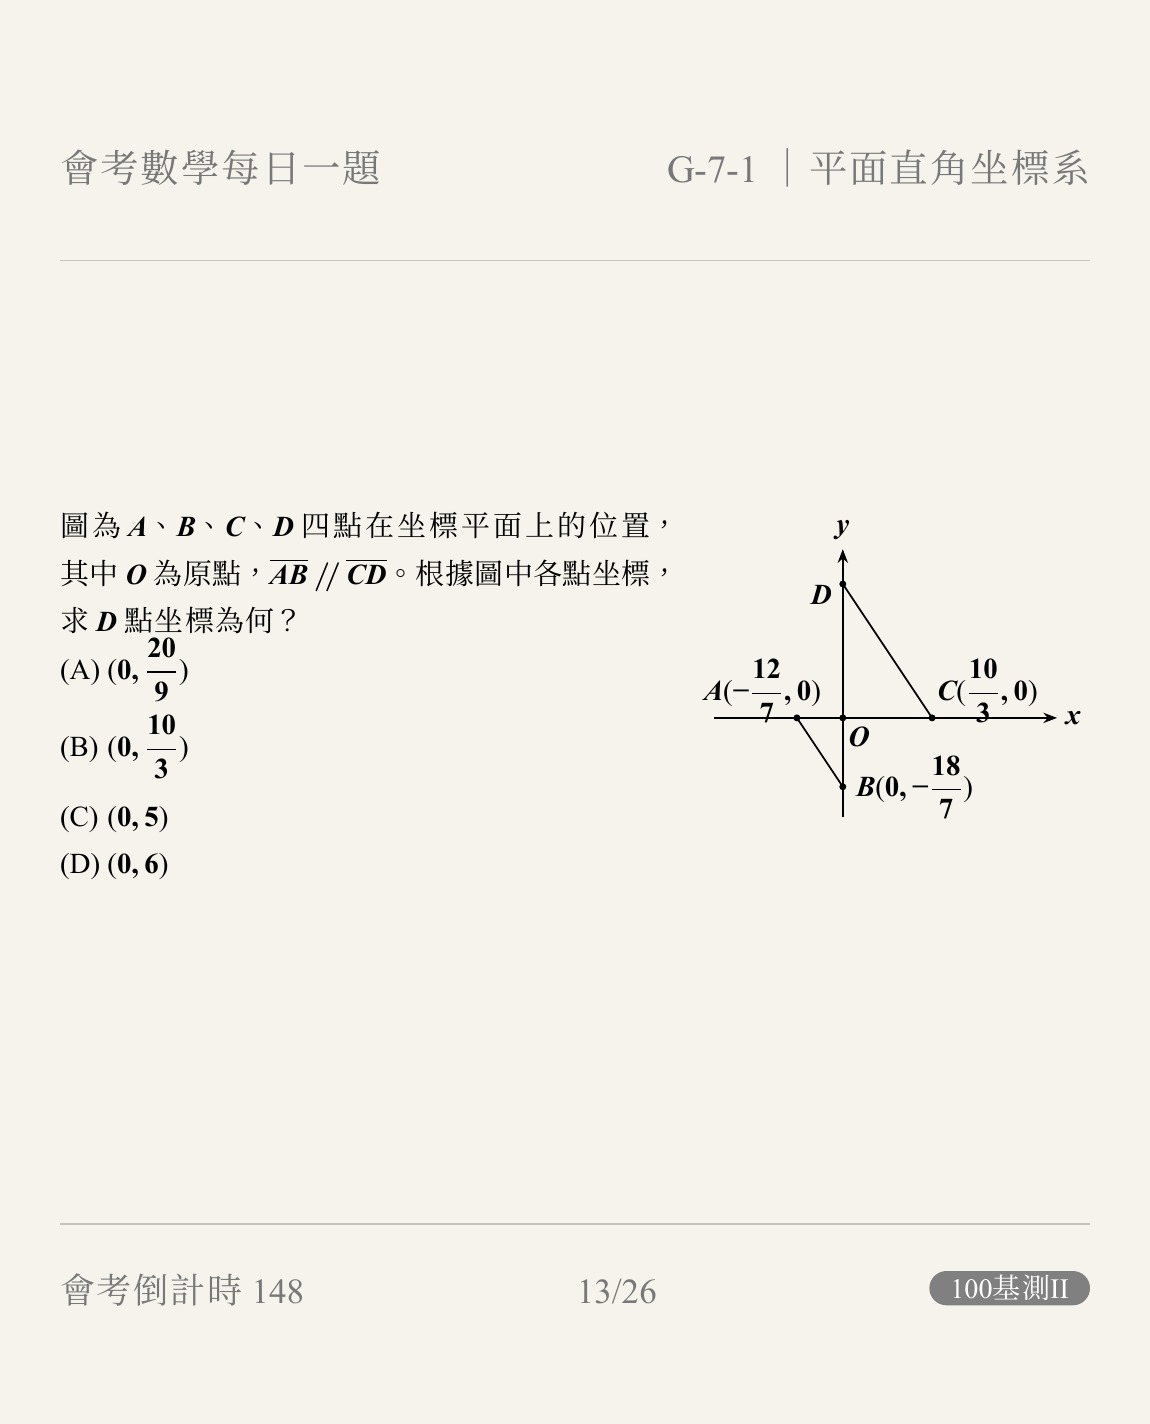 會考數學每日一題
G-7-1 │ 平面直角坐標系
圖為 A、B、C、D 四點在坐標平面上的位置，
其中 O 為原點，\overline{AB} // \overline{CD}。根據圖中各點坐標，
求 D 點坐標為何？
(A) (0, 20/9)
(B) (0, 10/3)
(C) (0, 5)
(D) (0, 6)
y
D
A(−12/7, 0)
C(10/3, 0)
x
O
B(0, −18/7)
會考倒計時 148
13/26
100基測II